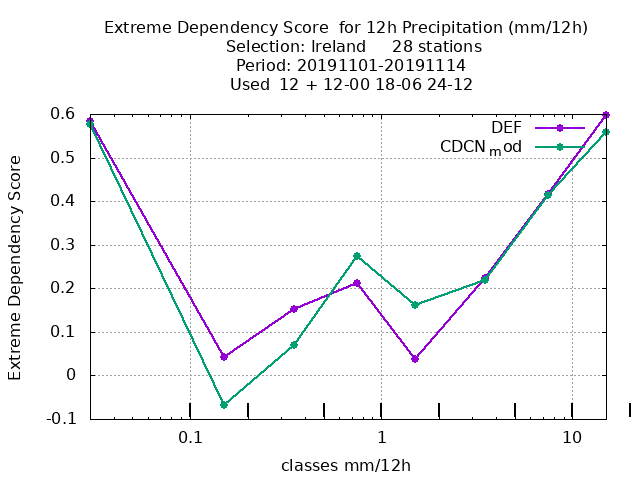 Extreme Dependency Score  for 12h Precipitation (mm/12h)
Selection: Ireland     28 stations
Period: 20191101-20191114
Used  12 + 12-00 18-06 24-12
DEF
CDCN_mod
Extreme Dependency Score
0.6
0.5
0.4
0.3
0.2
0.1
0
-0.1
0.1
1
10
classes mm/12h